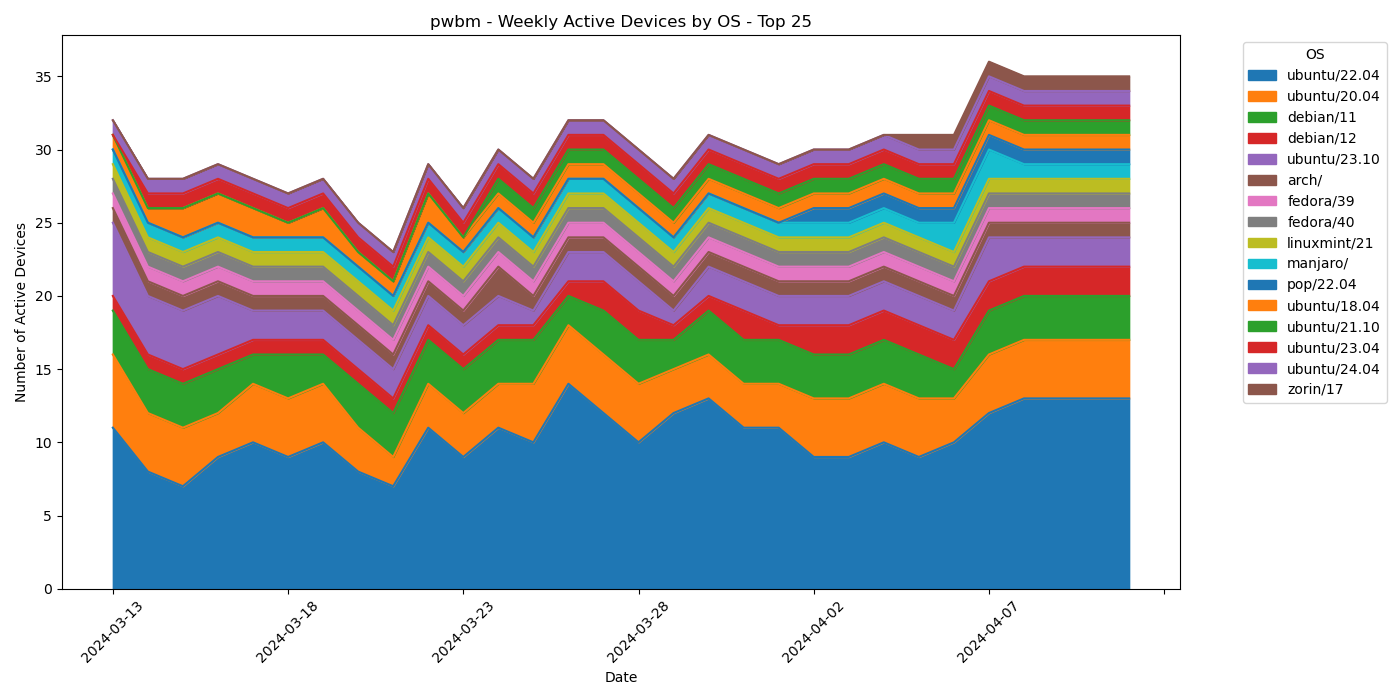 pwbm - Weekly Active Devices by OS - Top 25
Number of Active Devices
35
30
25
20
15
10
5
0
2024-03-13
2024-03-18
2024-03-23
2024-03-28
2024-04-02
2024-04-07
Date
OS
ubuntu/22.04
ubuntu/20.04
debian/11
debian/12
ubuntu/23.10
arch/
fedora/39
fedora/40
linuxmint/21
manjaro/
pop/22.04
ubuntu/18.04
ubuntu/21.10
ubuntu/23.04
ubuntu/24.04
zorin/17